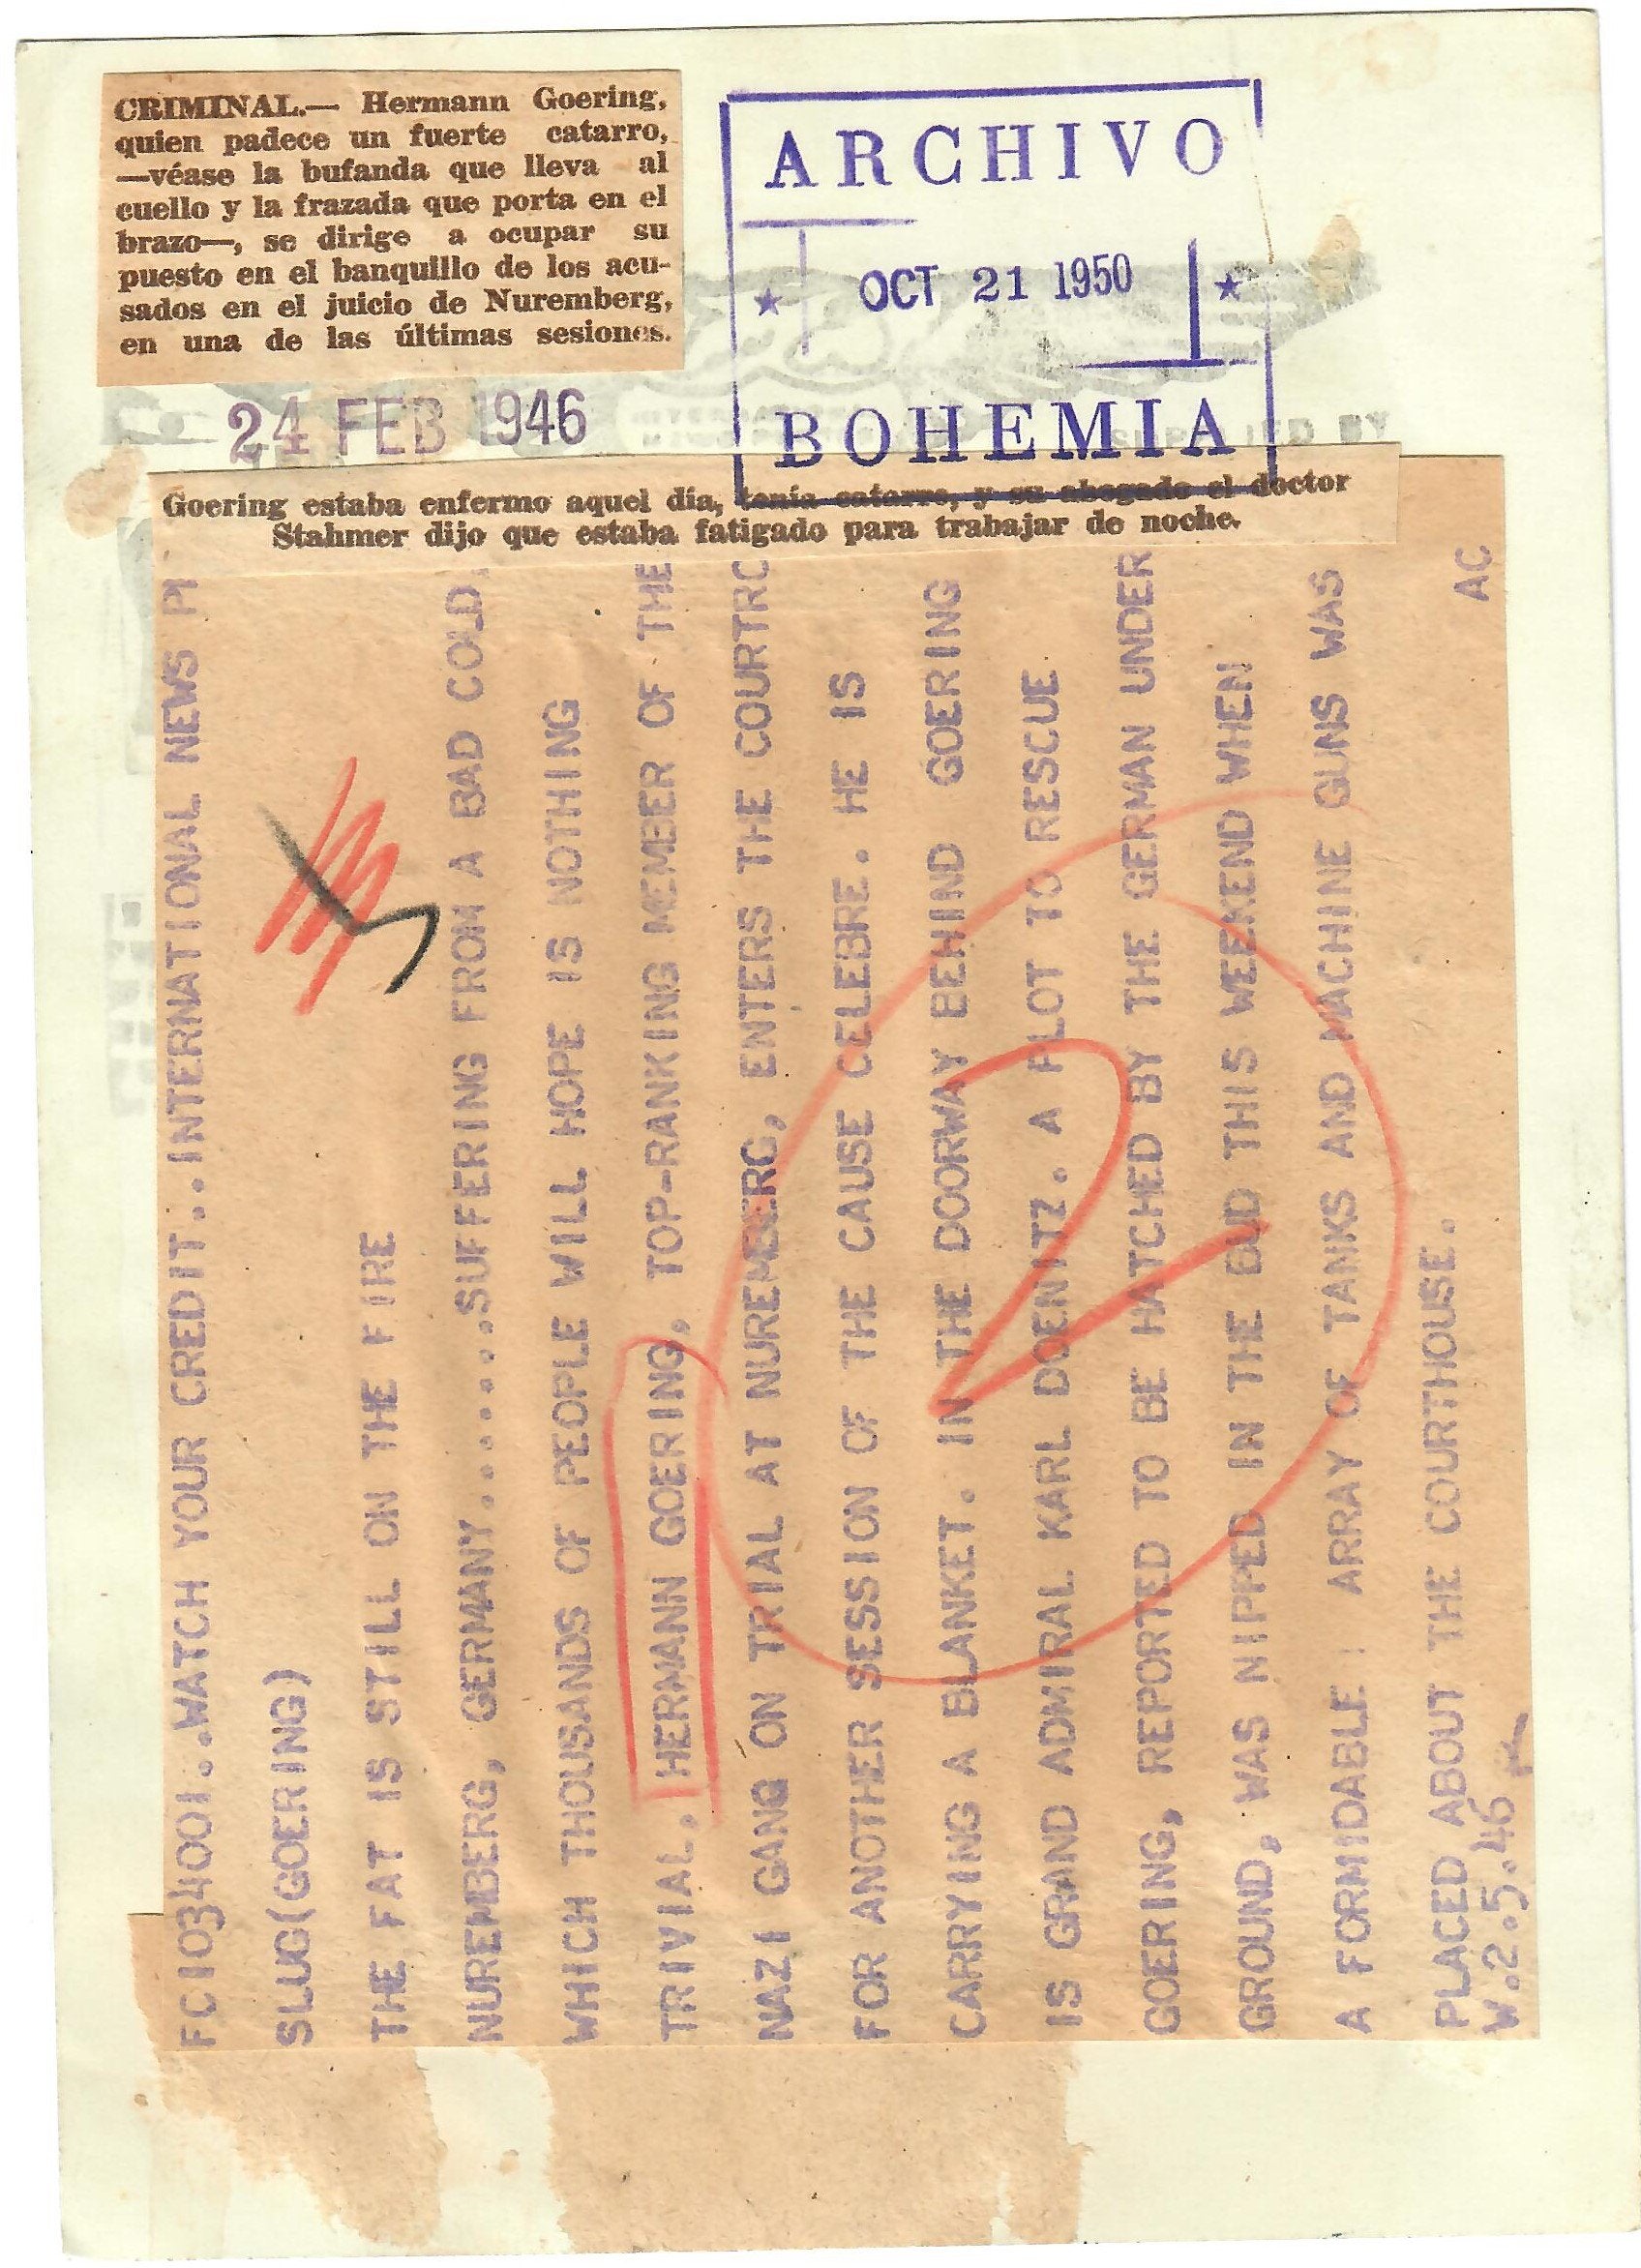 CRIMINAL.— Hermann Goering,
quien padece un fuerte catarro,
—véase la bufanda que lleva al
cuello y la frazada que porta en el
brazo—, se dirige a ocupar su
puesto en el banquillo de los acu-
sados en el juicio de Nuremberg,
en una de las últimas sesiones.
ARCHIVO
OCT 21 1950
BOHEMIA
24 FEB 1946
Goering estaba enfermo aquel día, tenía catarro, y su abogado el doctor
Stahmer dijo que estaba fatigado para trabajar de noche.
FC1034001..WATCH YOUR CREDIT..INTERNATIONAL NEWS
SLUG(GOERING)
THE FAT IS STILL ON THE FIRE
NUREMBERG, GERMANY.......SUFFERING FROM A BAD COLD
WHICH THOUSANDS OF PEOPLE WILL HOPE IS NOTHING
TRIVIAL, HERMANN GOERING, TOP-RANKING MEMBER OF THE
NAZI GANG ON TRIAL AT NUREMBERG, ENTERS THE
FOR ANOTHER SESSION OF THE CAUSE CELEBRE. HE IS
CARRYING A BLANKET. IN THE DOORWAY BEHIND GOERING
IS GRAND ADMIRAL KARL DOENITZ. A PLOT TO RESCUE
GOERING, REPORTED TO BE HATCHED BY THE GERMAN UNDER
GROUND, WAS NIPPED IN THE BUD THIS WEEKEND WHEN
A FORMIDABLE ARRAY OF TANKS AND MACHINE GUNS WAS
PLACED ABOUT THE COURTHOUSE.
W.2.5.46 AC
2